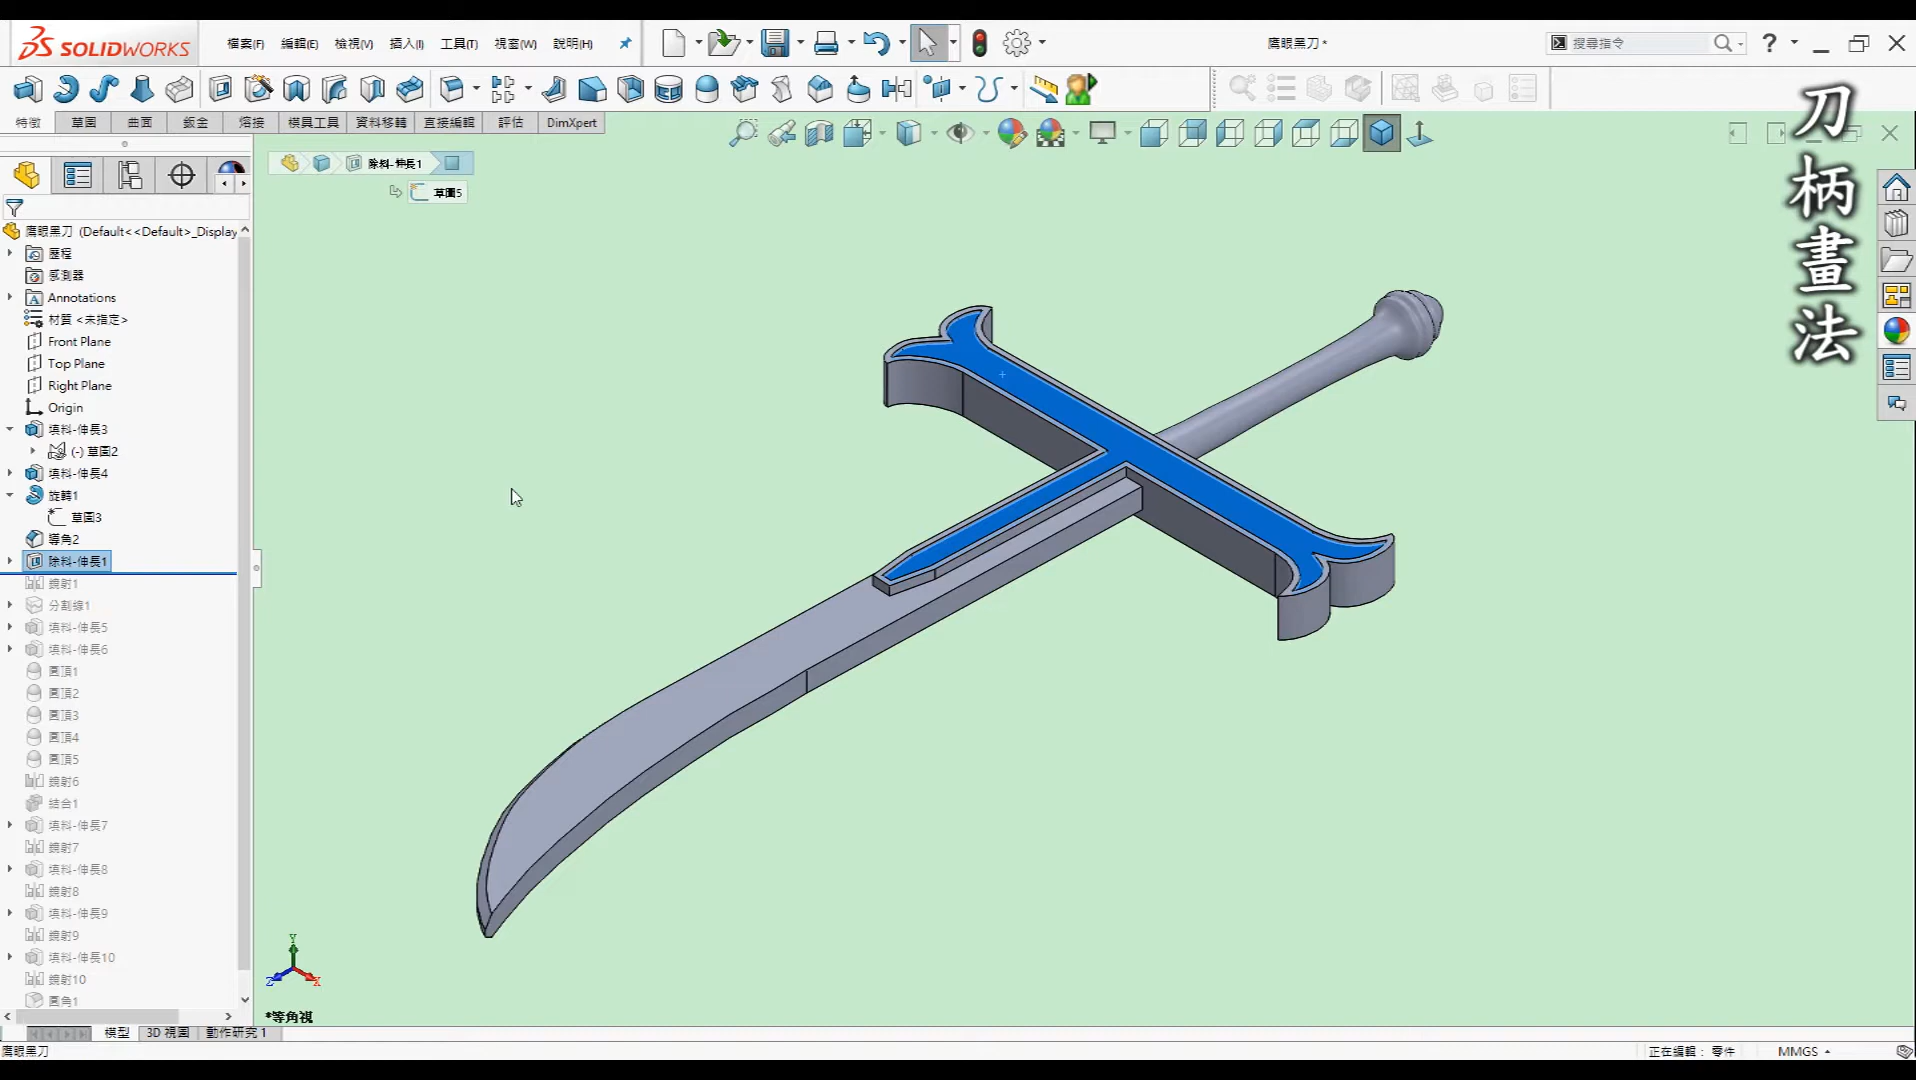 SOLIDWORKS
檔案(F) 編輯(E) 檢視(V) 插入(I) 工具(T) 視窗(W) 說明(H)
鷹眼黑刀 *
搜尋指令
特徵 草圖 曲面 鈑金 熔接 模具工具 資料移轉 直接編輯 評估 DimXpert
刀柄畫法
除料-伸長1
草圖5
鷹眼黑刀 (Default<<Default>_Display
歷程
感測器
Annotations
材質 <未指定>
Front Plane
Top Plane
Right Plane
Origin
填料-伸長3
(-) 草圖2
填料-伸長4
旋轉1
草圖3
導角2
除料-伸長1
鏡射1
分割線1
填料-伸長5
填料-伸長6
圓頂1
圓頂2
圓頂3
圓頂4
圓頂5
鏡射6
結合1
填料-伸長7
鏡射7
填料-伸長8
鏡射8
填料-伸長9
鏡射9
填料-伸長10
鏡射10
圓角1
Y
Z X
*等角視
模型 3D 視圖 動作研究 1
鷹眼黑刀
正在編輯: 零件
MMGS